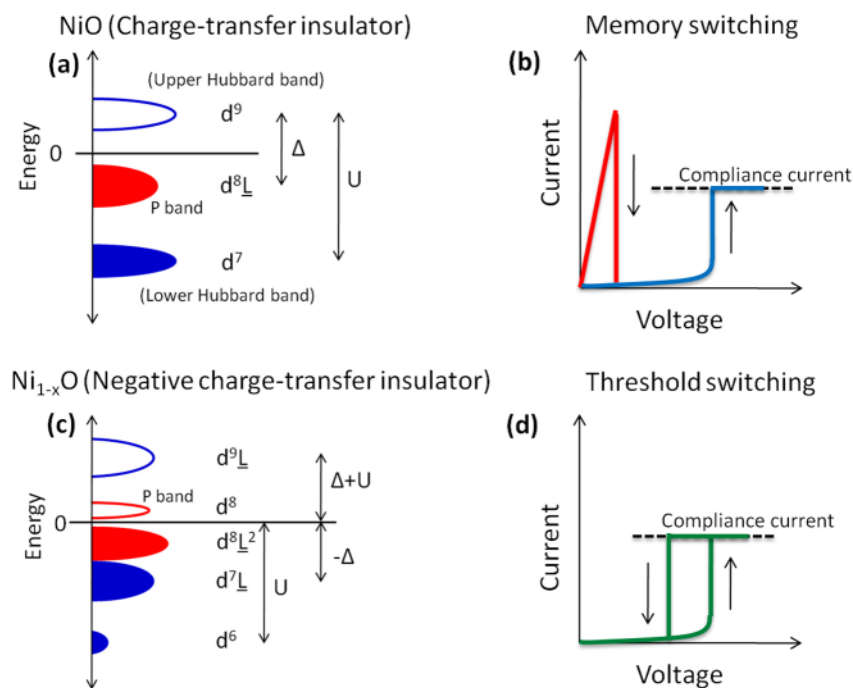 NiO (Charge-transfer insulator)
(a)
(Upper Hubbard band)
d⁹
Δ
U
0
Energy
d⁸L̲
P band
d⁷
(Lower Hubbard band)
Memory switching
(b)
Current
Compliance current
Voltage
Ni₁₋ₓO (Negative charge-transfer insulator)
(c)
d⁹L̲
Δ+U
P band
d⁸
0
Energy
d⁸L̲²
-Δ
d⁷L̲
U
d⁶
Threshold switching
(d)
Current
Compliance current
Voltage